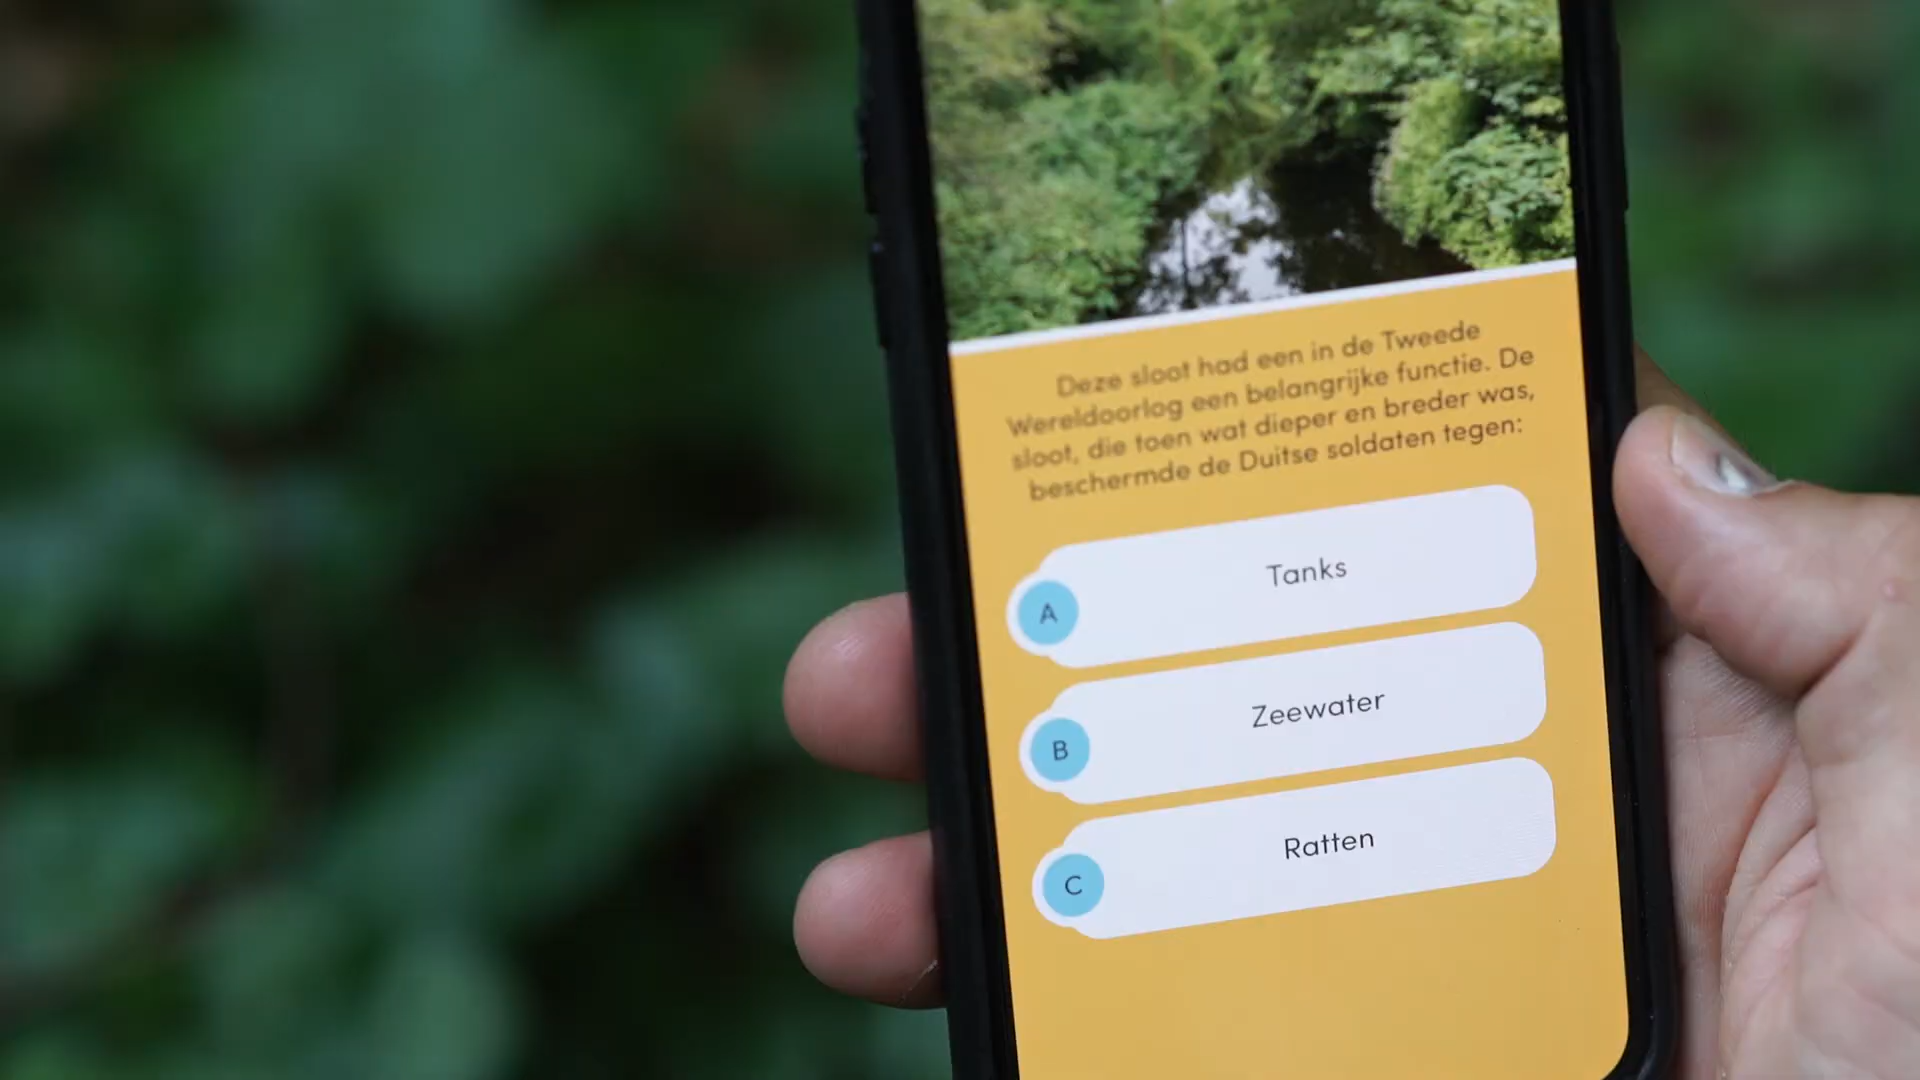 Deze sloot had een in de Tweede
Wereldoorlog een belangrijke functie. De
sloot, die toen wat dieper en breder was,
beschermde de Duitse soldaten tegen:
A Tanks
B Zeewater
C Ratten